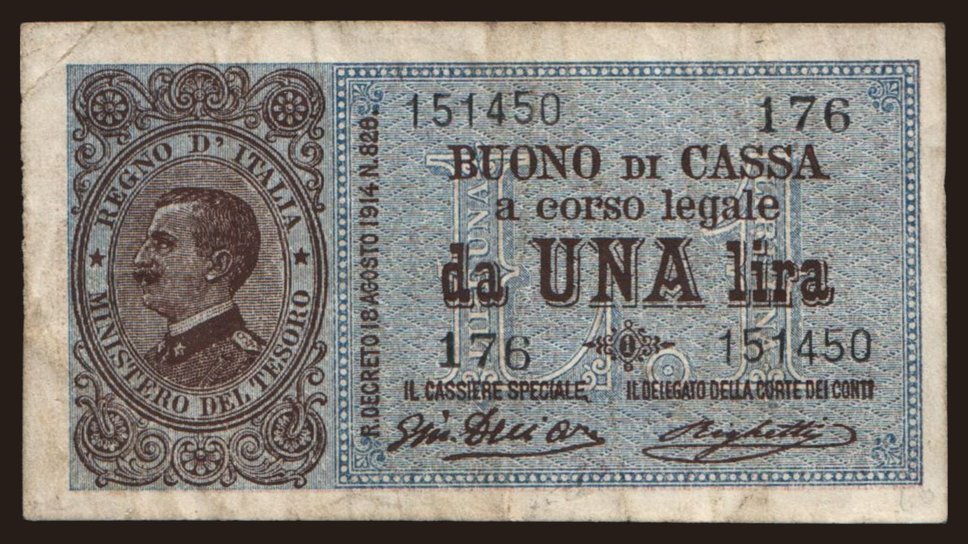 REGNO D'ITALIA
MINISTERO DEL TESORO
R. DECRETO 18 AGOSTO 1914. N. 828.
151450 176
BUONO DI CASSA
a corso legale
da UNA lira
176 151450
IL CASSIERE SPECIALE, IL DELEGATO DELLA CORTE DEI CONTI
Righetti